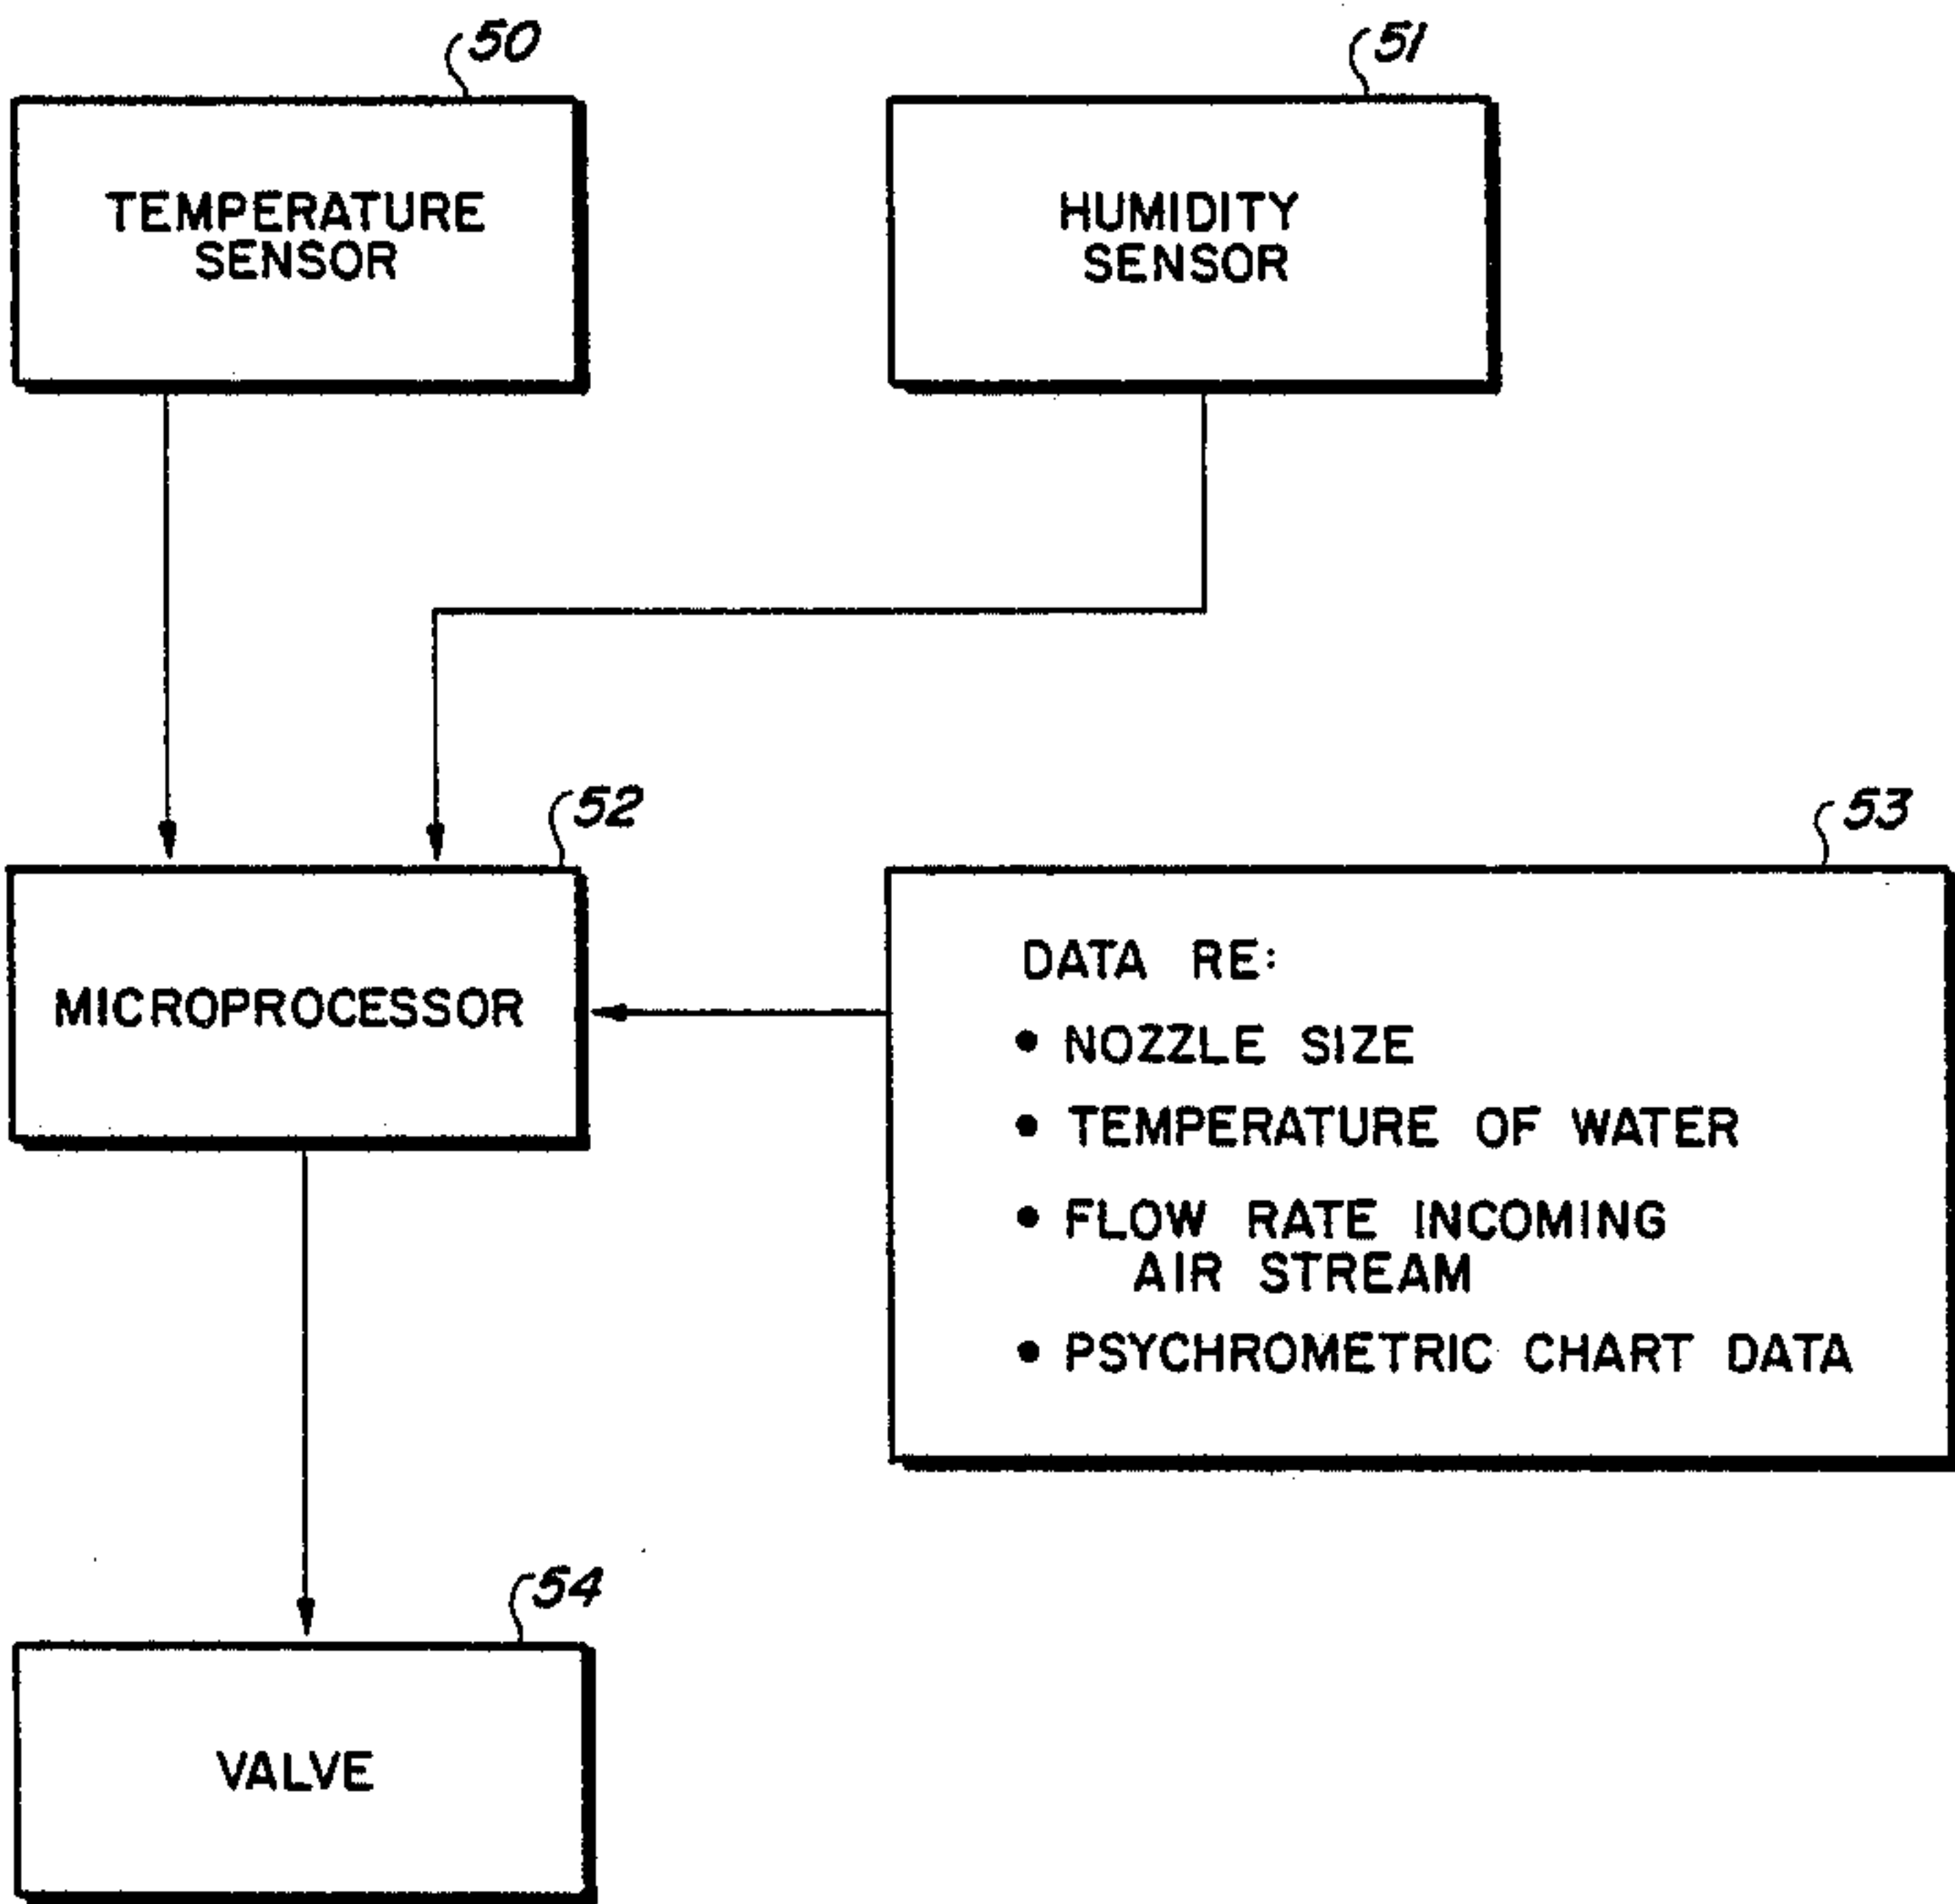 50
51
TEMPERATURE
SENSOR
HUMIDITY
SENSOR
52
53
MICROPROCESSOR
DATA RE:
• NOZZLE SIZE
• TEMPERATURE OF WATER
• FLOW RATE INCOMING
AIR STREAM
• PSYCHROMETRIC CHART DATA
54
VALVE